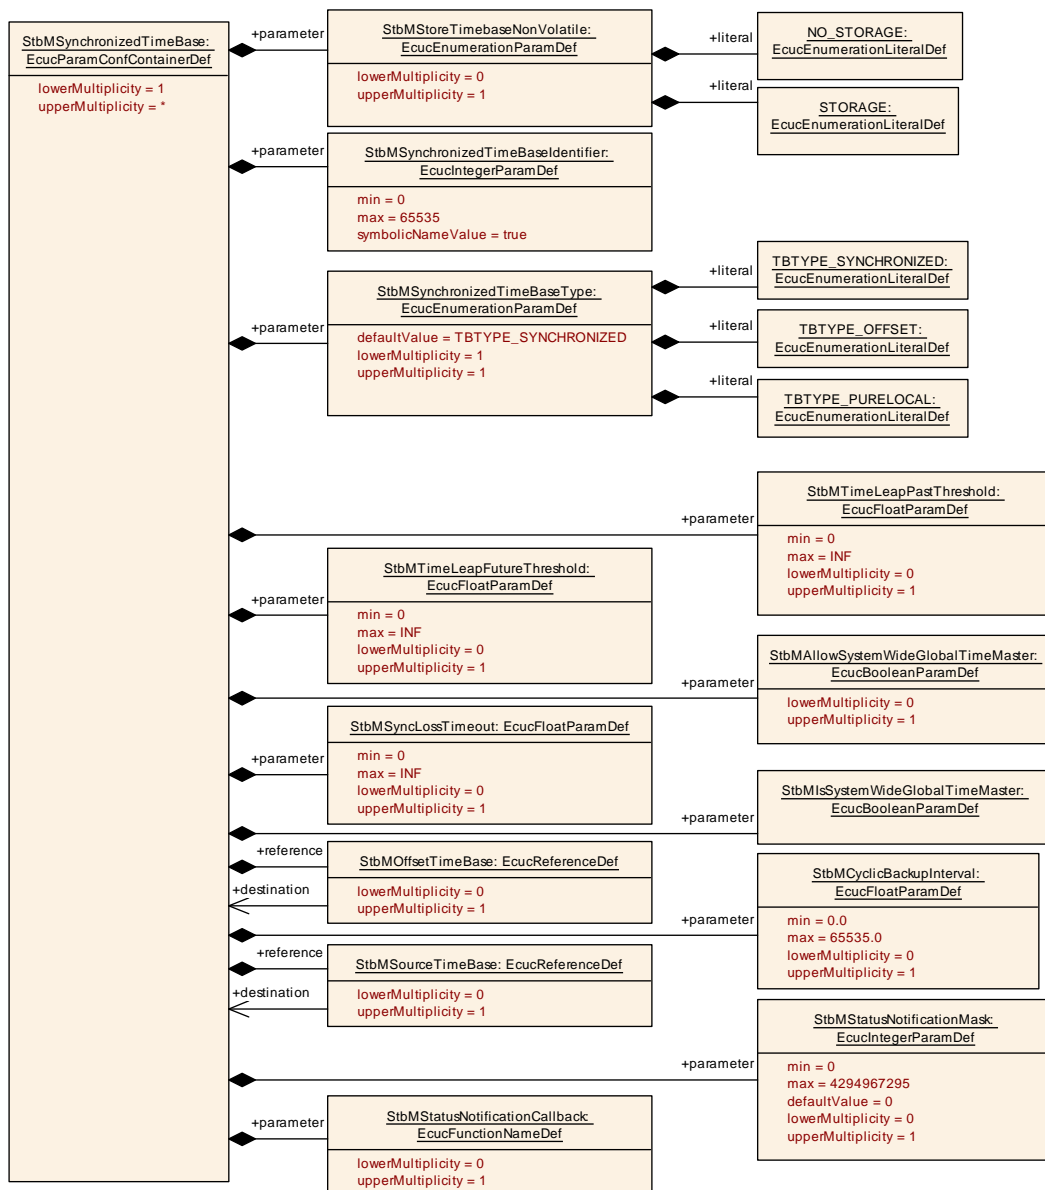 StbMSynchronizedTimeBase:
EcucParamConfContainerDef
lowerMultiplicity = 1
upperMultiplicity = *
+parameter
StbMStoreTimebaseNonVolatile:
EcucEnumerationParamDef
lowerMultiplicity = 0
upperMultiplicity = 1
+literal
NO_STORAGE:
EcucEnumerationLiteralDef
+literal
STORAGE:
EcucEnumerationLiteralDef
+parameter
StbMSynchronizedTimeBaseIdentifier:
EcucIntegerParamDef
min = 0
max = 65535
symbolicNameValue = true
+parameter
StbMSynchronizedTimeBaseType:
EcucEnumerationParamDef
defaultValue = TBTYPE_SYNCHRONIZED
lowerMultiplicity = 1
upperMultiplicity = 1
+literal
TBTYPE_SYNCHRONIZED:
EcucEnumerationLiteralDef
+literal
TBTYPE_OFFSET:
EcucEnumerationLiteralDef
+literal
TBTYPE_PURELOCAL:
EcucEnumerationLiteralDef
+parameter
StbMTimeLeapPastThreshold:
EcucFloatParamDef
min = 0
max = INF
lowerMultiplicity = 0
upperMultiplicity = 1
+parameter
StbMTimeLeapFutureThreshold:
EcucFloatParamDef
min = 0
max = INF
lowerMultiplicity = 0
upperMultiplicity = 1
+parameter
StbMAllowSystemWideGlobalTimeMaster:
EcucBooleanParamDef
lowerMultiplicity = 0
upperMultiplicity = 1
+parameter
StbMSyncLossTimeout: EcucFloatParamDef
min = 0
max = INF
lowerMultiplicity = 0
upperMultiplicity = 1
+parameter
StbMIsSystemWideGlobalTimeMaster:
EcucBooleanParamDef
+reference
StbMOffsetTimeBase: EcucReferenceDef
lowerMultiplicity = 0
upperMultiplicity = 1
+destination
+parameter
StbMCyclicBackupInterval:
EcucFloatParamDef
min = 0.0
max = 65535.0
lowerMultiplicity = 0
upperMultiplicity = 1
+reference
StbMSourceTimeBase: EcucReferenceDef
lowerMultiplicity = 0
upperMultiplicity = 1
+destination
+parameter
StbMStatusNotificationMask:
EcucIntegerParamDef
min = 0
max = 4294967295
defaultValue = 0
lowerMultiplicity = 0
upperMultiplicity = 1
+parameter
StbMStatusNotificationCallback:
EcucFunctionNameDef
lowerMultiplicity = 0
upperMultiplicity = 1